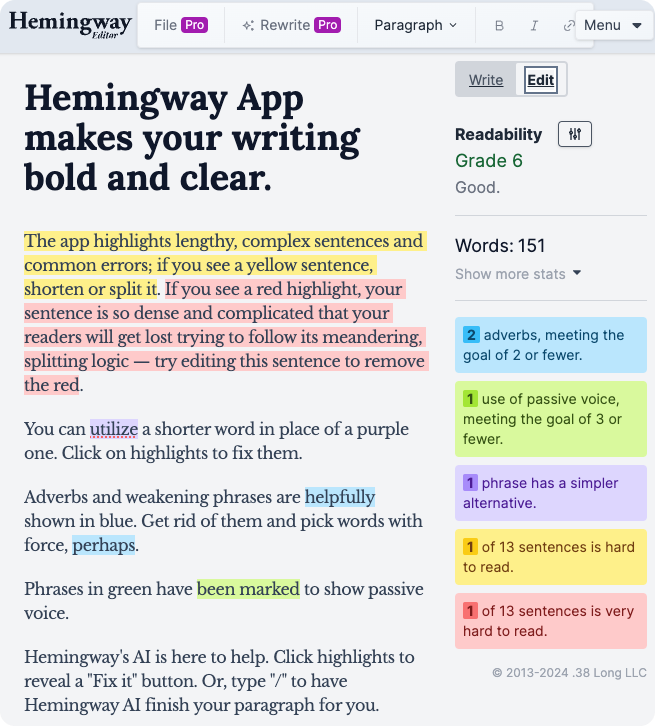 Hemingway
Editor
File Pro
Rewrite Pro
Paragraph
B
I
Menu
Hemingway App
makes your writing
bold and clear.
The app highlights lengthy, complex sentences and
common errors; if you see a yellow sentence,
shorten or split it. If you see a red highlight, your
sentence is so dense and complicated that your
readers will get lost trying to follow its meandering,
splitting logic — try editing this sentence to remove
the red.
You can utilize a shorter word in place of a purple
one. Click on highlights to fix them.
Adverbs and weakening phrases are helpfully
shown in blue. Get rid of them and pick words with
force, perhaps.
Phrases in green have been marked to show passive
voice.
Hemingway's AI is here to help. Click highlights to
reveal a "Fix it" button. Or, type "/" to have
Hemingway AI finish your paragraph for you.
Write
Edit
Readability
Grade 6
Good.
Words: 151
Show more stats
2 adverbs, meeting the
goal of 2 or fewer.
1 use of passive voice,
meeting the goal of 3 or
fewer.
1 phrase has a simpler
alternative.
1 of 13 sentences is hard
to read.
1 of 13 sentences is very
hard to read.
© 2013-2024 .38 Long LLC